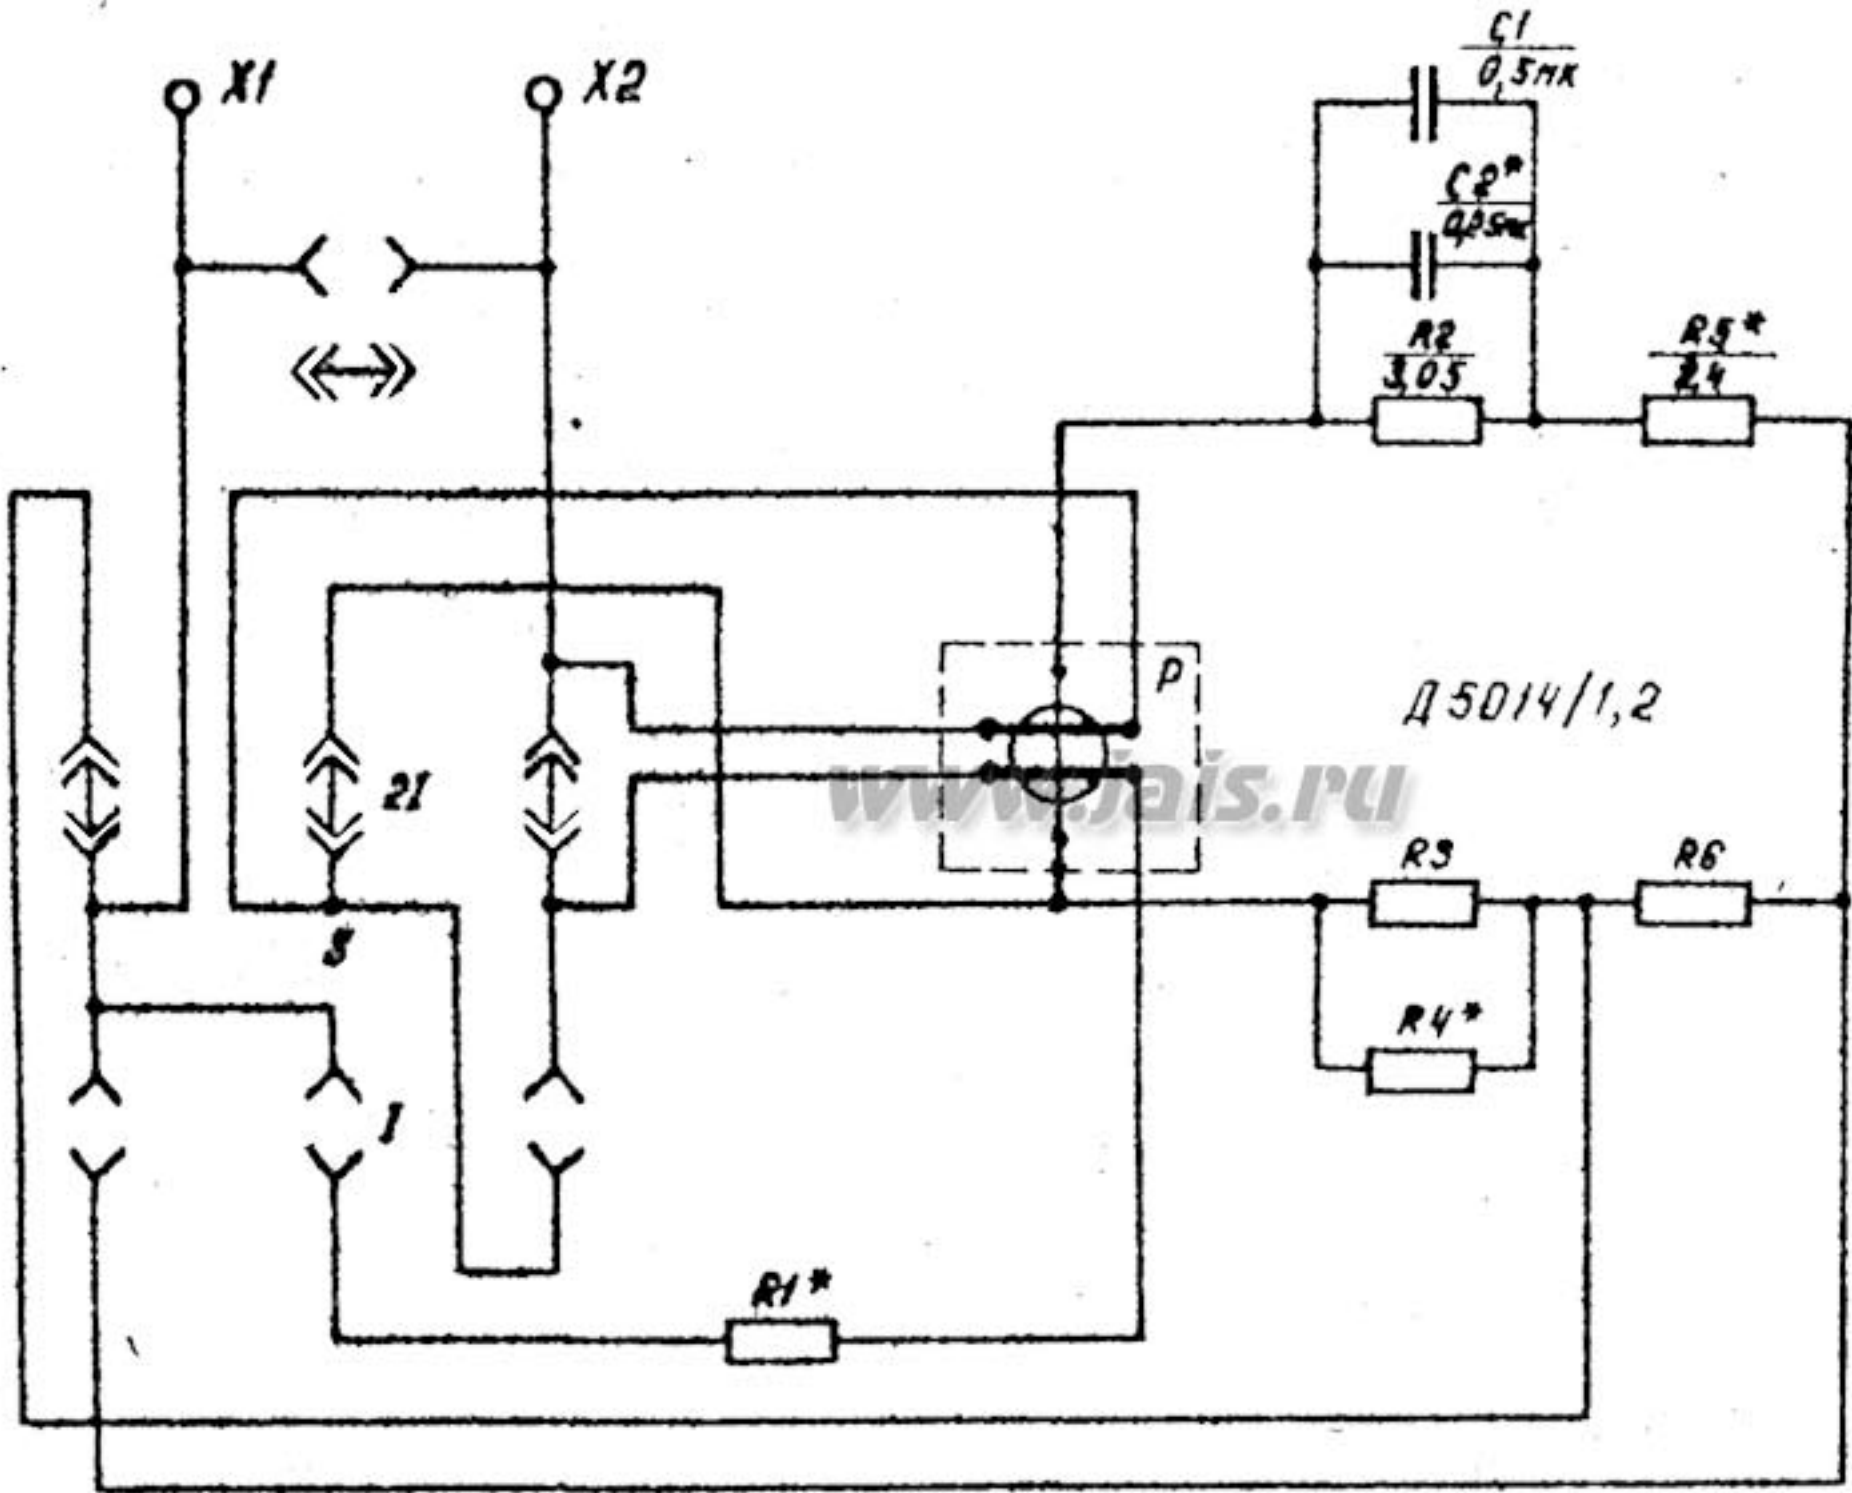 X1
X2
C1
0,5мк
C2*
0,25мк
R2
3,05
R5*
2,4
P
Д5014/1,2
www.jais.ru
2I
S
R3
R6
R4*
I
R1*